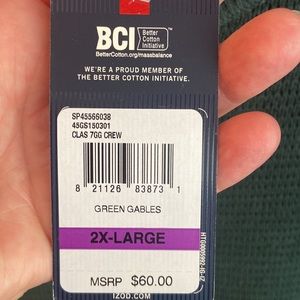 BCI Better
Cotton
Initiative
BetterCotton.org/massbalance
WE'RE A PROUD MEMBER OF
THE BETTER COTTON INITIATIVE.
SP45566038
45GS150301
CLAS 7GG CREW
8 21126 83873 1
GREEN GABLES
2X-LARGE
MSRP $60.00
IZOD.COM